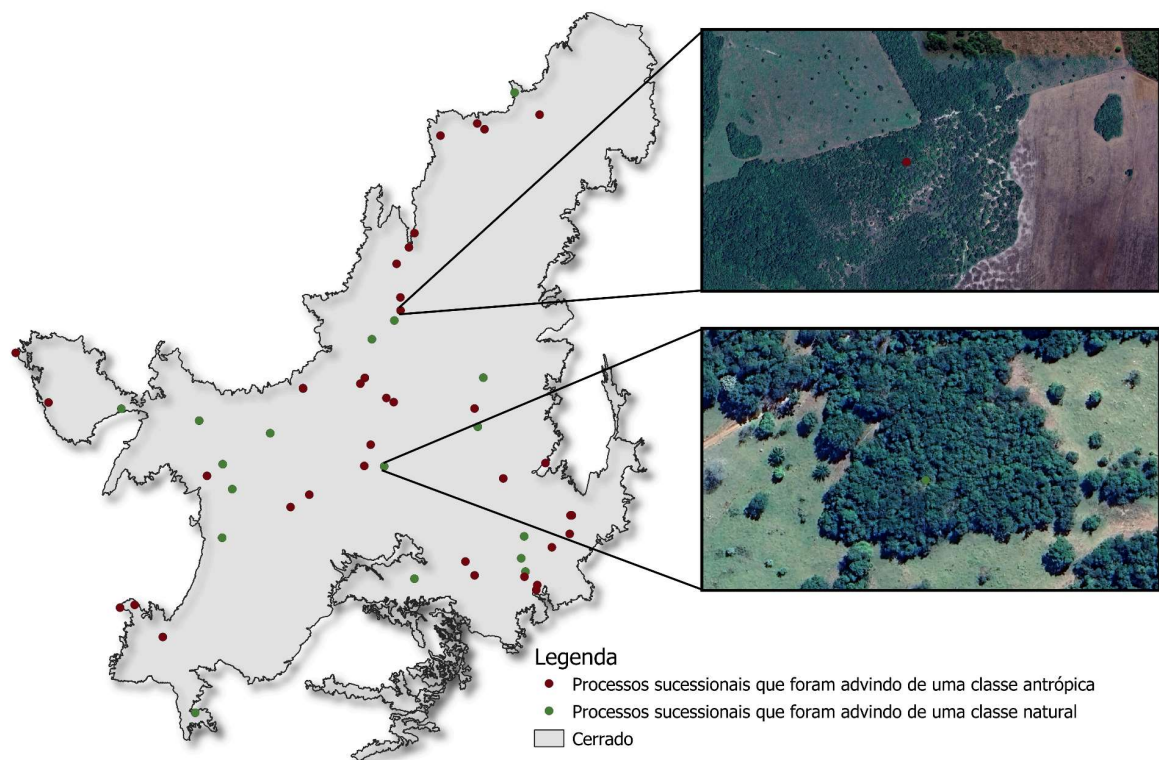 Legenda
Processos sucessionais que foram advindo de uma classe antrópica
Processos sucessionais que foram advindo de uma classe natural
Cerrado